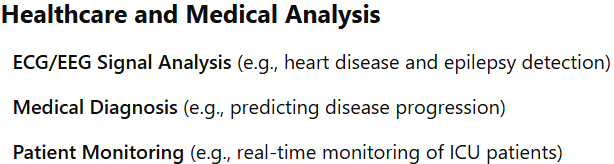 Healthcare and Medical Analysis
ECG/EEG Signal Analysis (e.g., heart disease and epilepsy detection)
Medical Diagnosis (e.g., predicting disease progression)
Patient Monitoring (e.g., real-time monitoring of ICU patients)